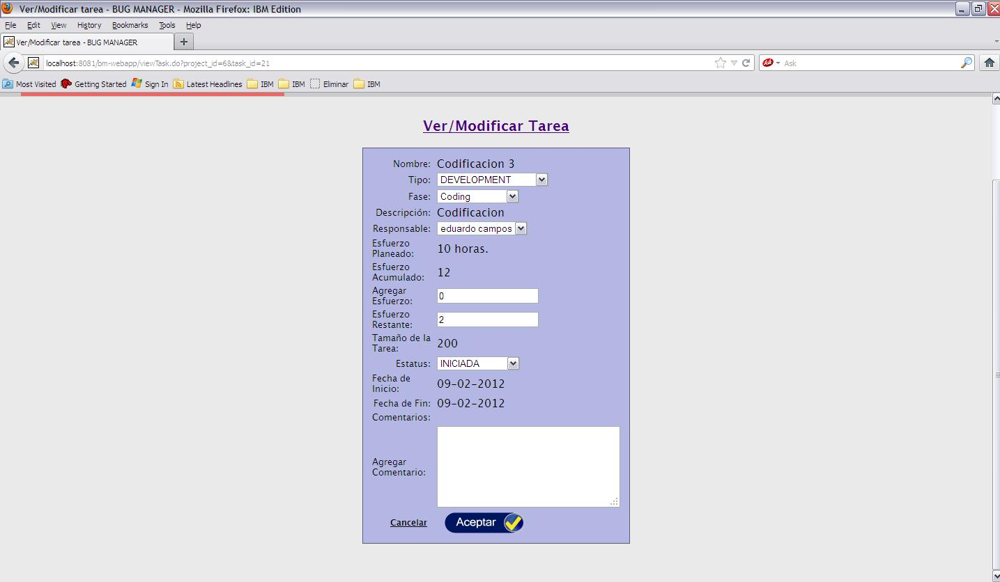 Ver/Modificar tarea - BUG MANAGER - Mozilla Firefox: IBM Edition
File Edit View History Bookmarks Tools Help
Ver/Modificar tarea - BUG MANAGER
localhost:8081/bm-webapp/viewTask.do?project_id=6&task_id=21
Ask Ask
Most Visited Getting Started Sign In Latest Headlines IBM IBM Eliminar IBM
Ver/Modificar Tarea
Nombre: Codificacion 3
Tipo: DEVELOPMENT
Fase: Coding
Descripción: Codificacion
Responsable: eduardo campos
Esfuerzo
Planeado: 10 horas.
Esfuerzo
Acumulado: 12
Agregar
Esfuerzo: 0
Esfuerzo
Restante: 2
Tamaño de la
Tarea: 200
Estatus: INICIADA
Fecha de
Inicio: 09-02-2012
Fecha de Fin: 09-02-2012
Comentarios:
Agregar
Comentario:
Cancelar Aceptar